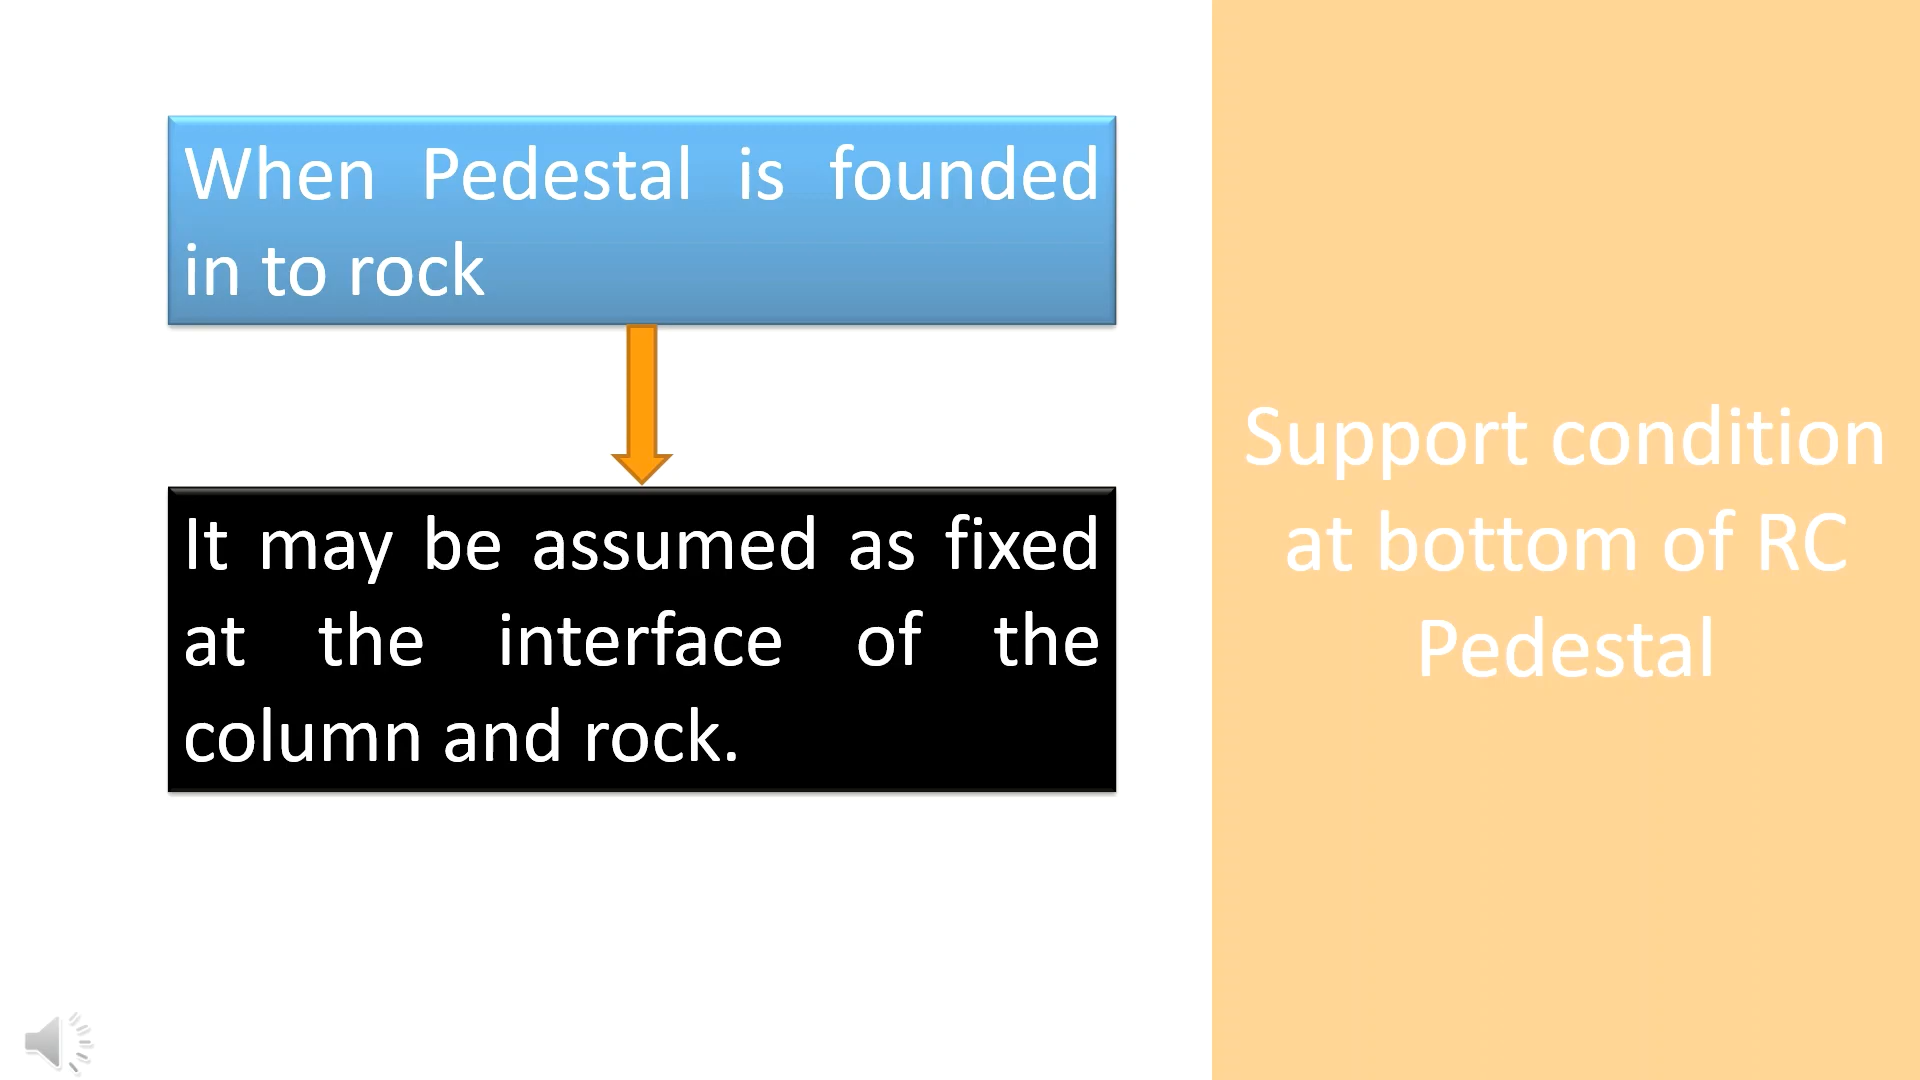 When Pedestal is founded
in to rock
It may be assumed as fixed
at the interface of the
column and rock.
Support condition
at bottom of RC
Pedestal